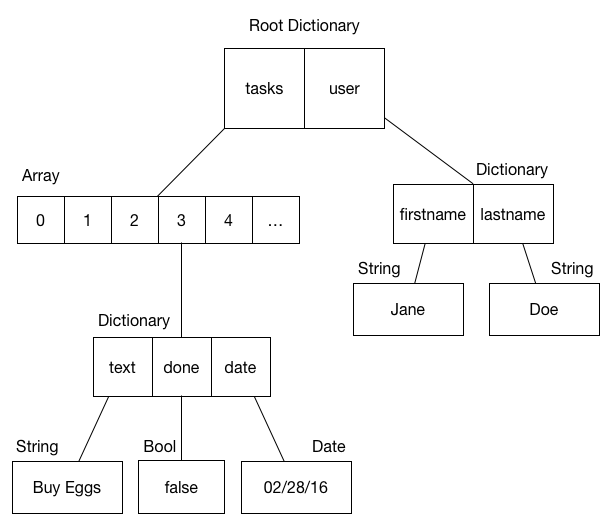 Root Dictionary
tasks user
Array
Dictionary
0 1 2 3 4 ...
firstname lastname
String String
Jane Doe
Dictionary
text done date
String Bool Date
Buy Eggs false 02/28/16